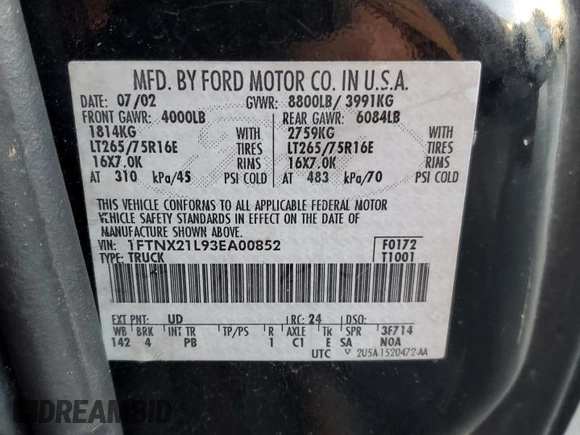 MFD. BY FORD MOTOR CO. IN U.S.A.
DATE: 07/02 GVWR: 8800LB/ 3991KG
FRONT GAWR: 4000LB REAR GAWR: 6084LB
1814KG WITH 2759KG WITH
LT265/75R16E TIRES LT265/75R16E TIRES
16X7.0K RIMS 16X7.0K RIMS
AT 310 kPa/45 PSI COLD AT 483 kPa/70 PSI COLD
THIS VEHICLE CONFORMS TO ALL APPLICABLE FEDERAL MOTOR
VEHICLE SAFETY STANDARDS IN EFFECT ON THE DATE OF
MANUFACTURE SHOWN ABOVE.
VIN: 1FTNX21L93EA00852 F0172
TYPE: TRUCK T1001
EXT PNT: UD RC: 24 DSO:
WB BRK INT TR TP/PS R AXLE TR SPR 3F714
142 4 PB 1 C1 E SA N0A
UTC ▽ 2U5A-1520472-AA
DREAMBID